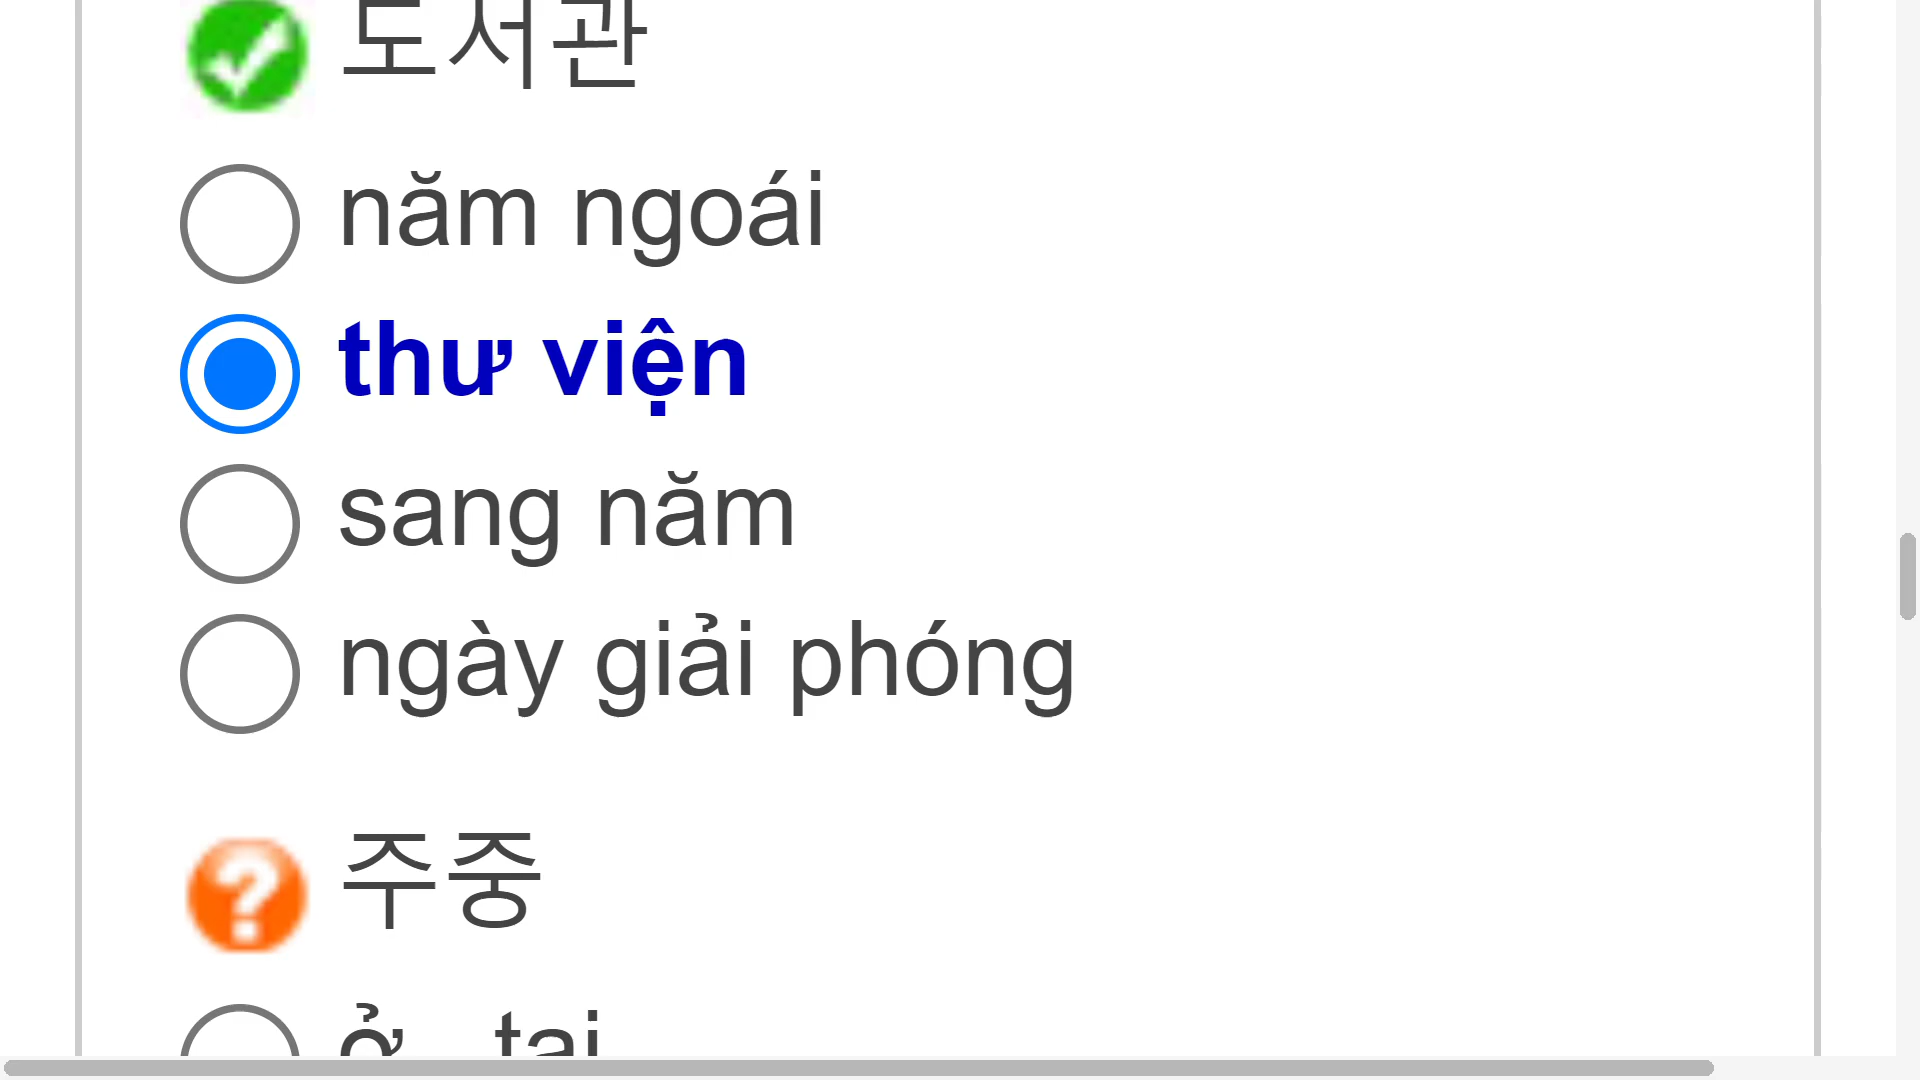 도서관
năm ngoái
thư viện
sang năm
ngày giải phóng
주중